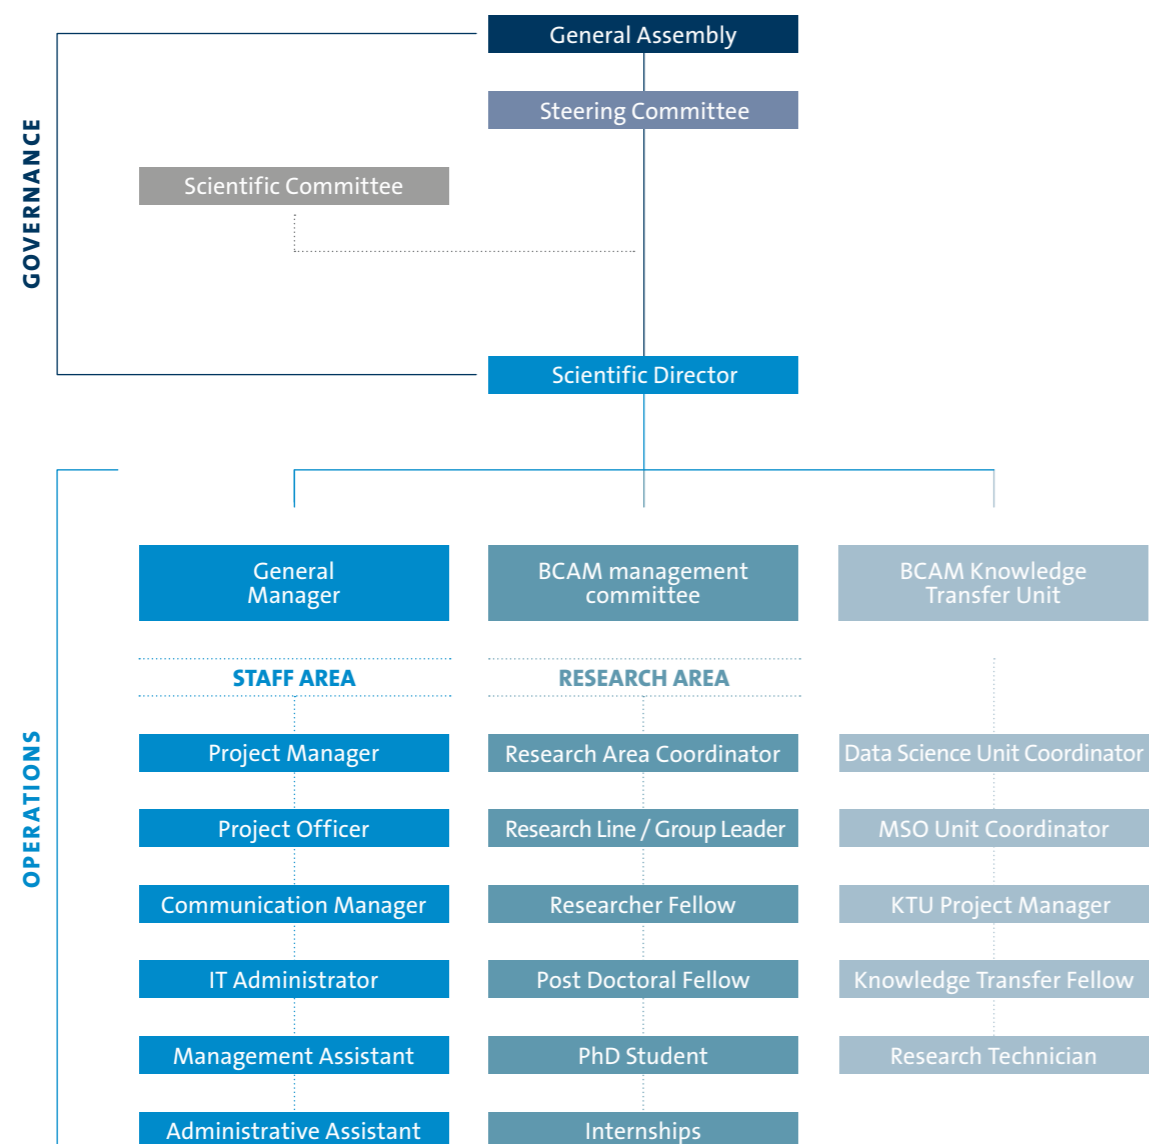 General Assembly
Steering Committee
GOVERNANCE
Scientific Committee
Scientific Director
General
Manager
BCAM management
committee
BCAM Knowledge
Transfer Unit
STAFF AREA
RESEARCH AREA
OPERATIONS
Project Manager
Research Area Coordinator
Data Science Unit Coordinator
Project Officer
Research Line / Group Leader
MSO Unit Coordinator
Communication Manager
Researcher Fellow
KTU Project Manager
IT Administrator
Post Doctoral Fellow
Knowledge Transfer Fellow
Management Assistant
PhD Student
Research Technician
Administrative Assistant
Internships